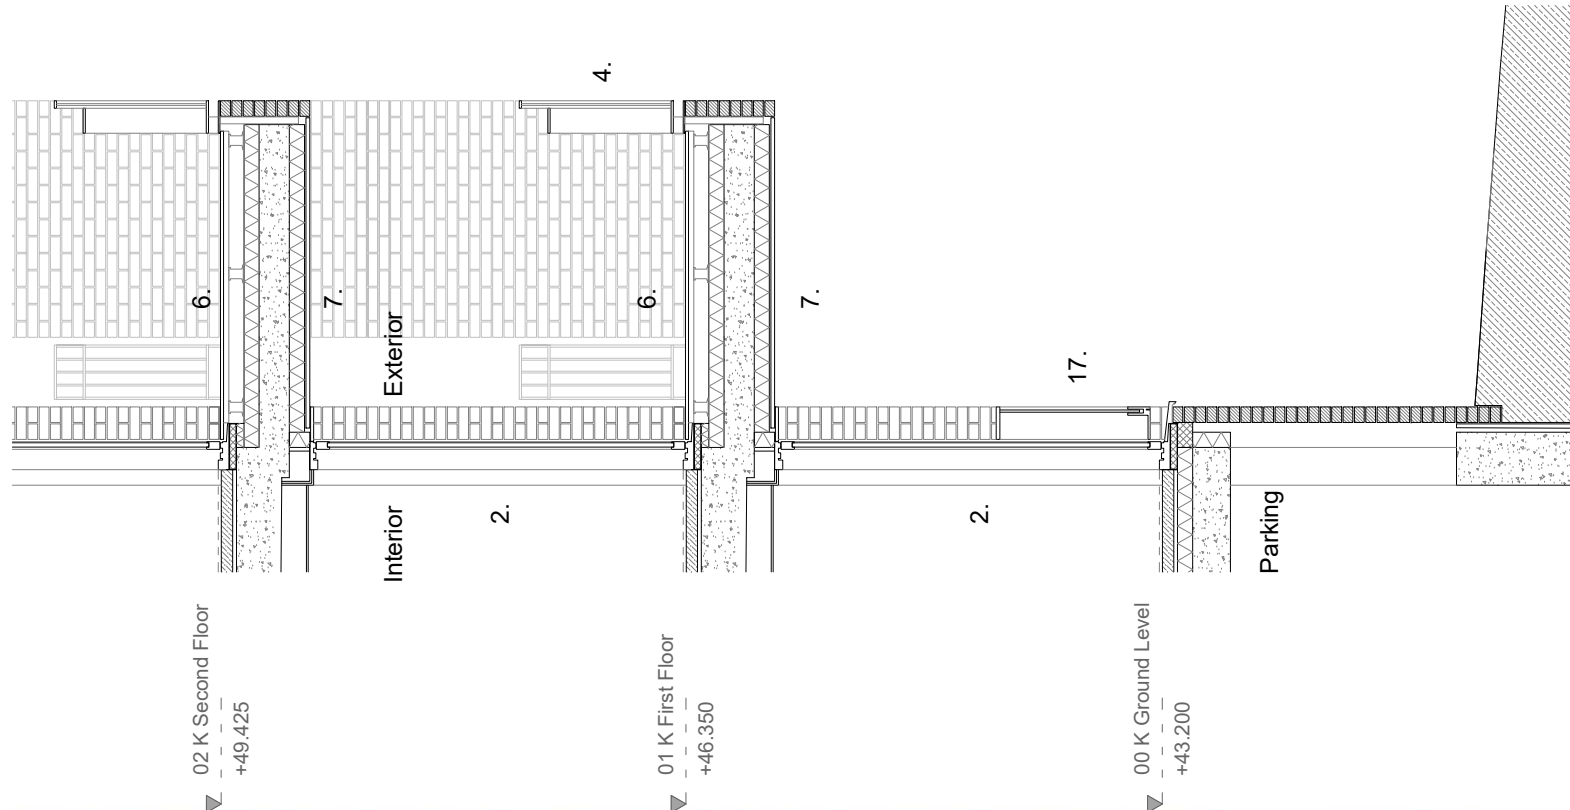 02 K Second Floor
+49.425
6.
7.
Exterior
Interior
2.
4.
6.
7.
01 K First Floor
+46.350
17.
2.
00 K Ground Level
+43.200
Parking